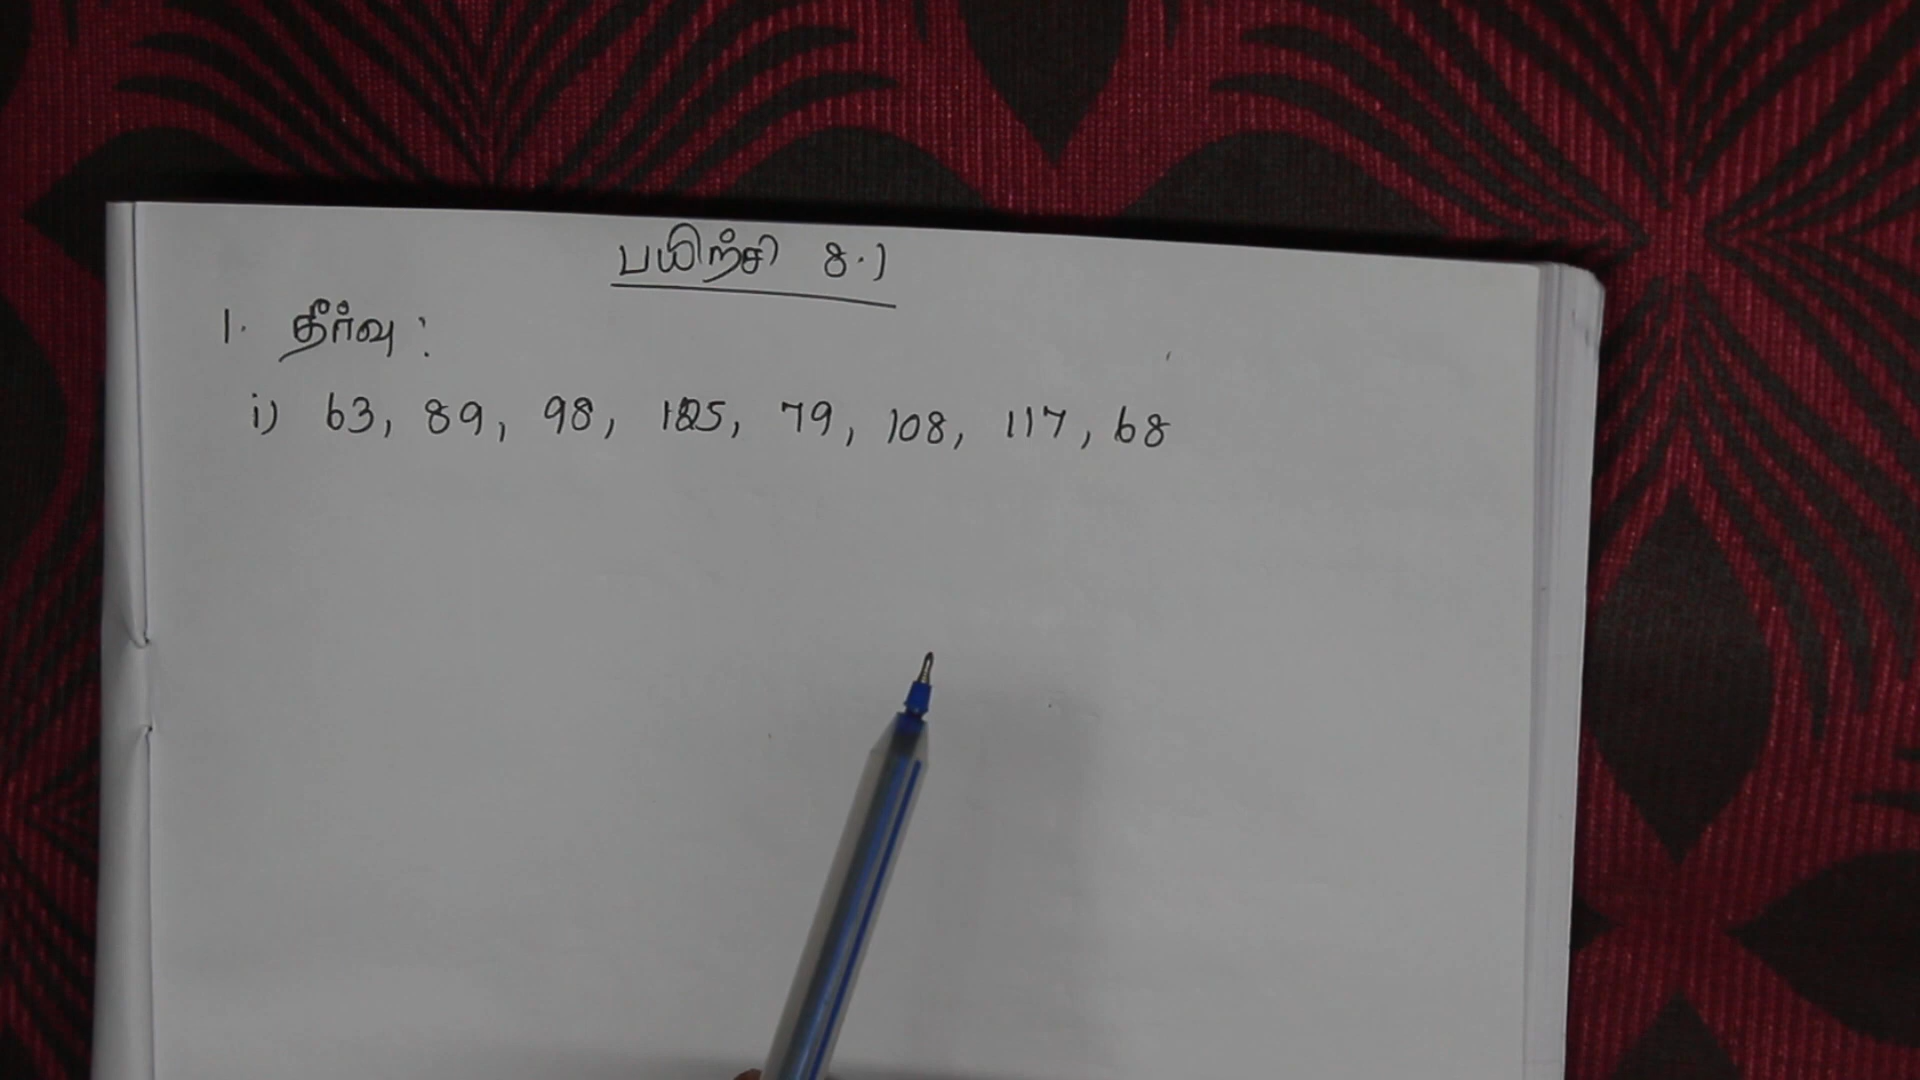 பயிற்சி 8.1
1. தீர்வு :
i) 63, 89, 98, 125, 79, 108, 117, 68